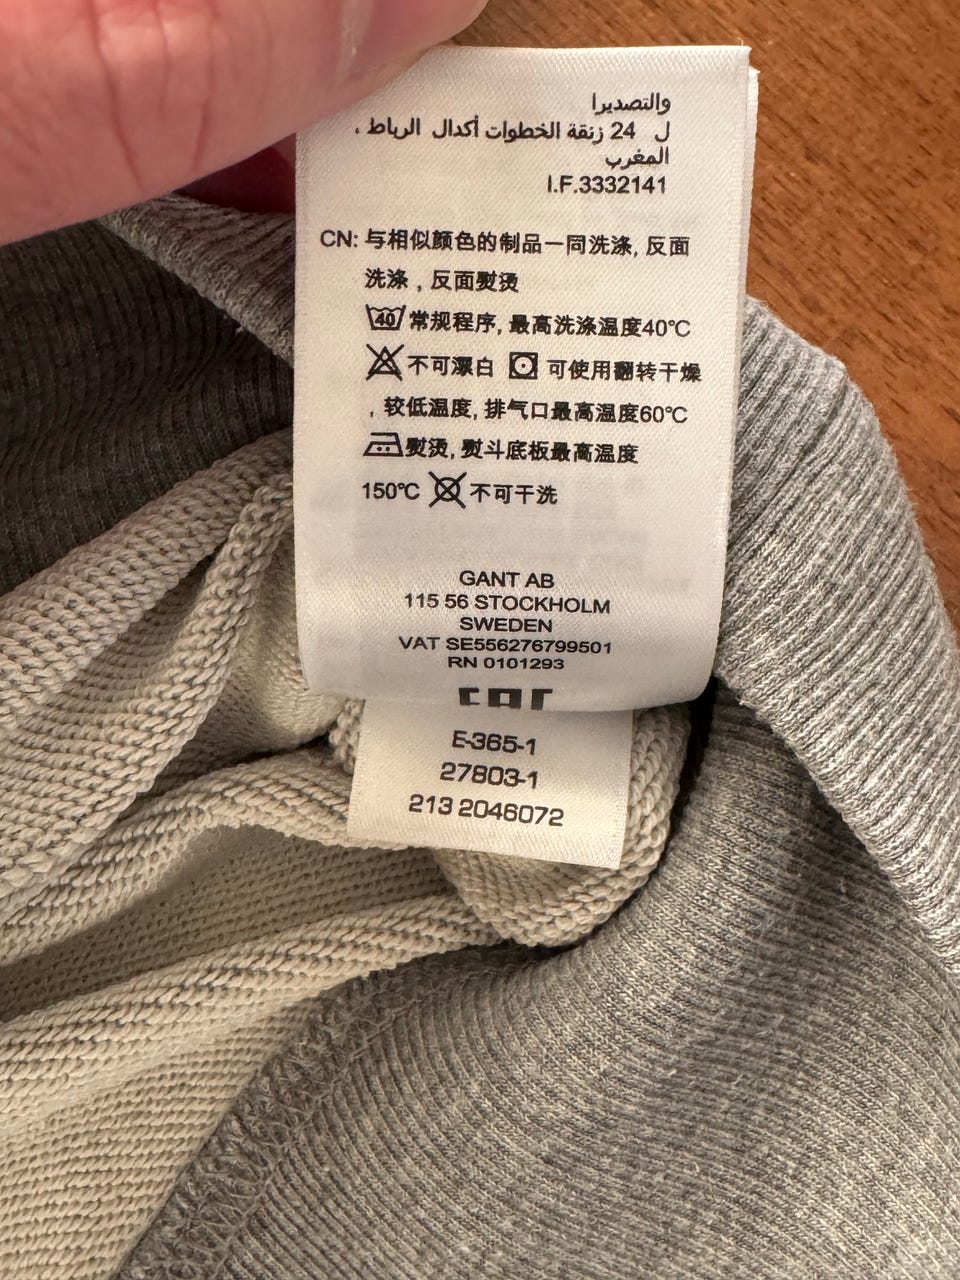 والتصديرا
ل 24 زنقة الخطوات أكدال الرباط ،
المغرب
I.F.3332141
CN: 与相似颜色的制品一同洗涤, 反面
洗涤 , 反面熨烫
40 常规程序, 最高洗涤温度40℃
不可漂白 可使用翻转干燥
, 较低温度, 排气口最高温度60℃
熨烫, 熨斗底板最高温度
150℃ 不可干洗
GANT AB
115 56 STOCKHOLM
SWEDEN
VAT SE556276799501
RN 0101293
EAC
E-365-1
27803-1
213 2046072